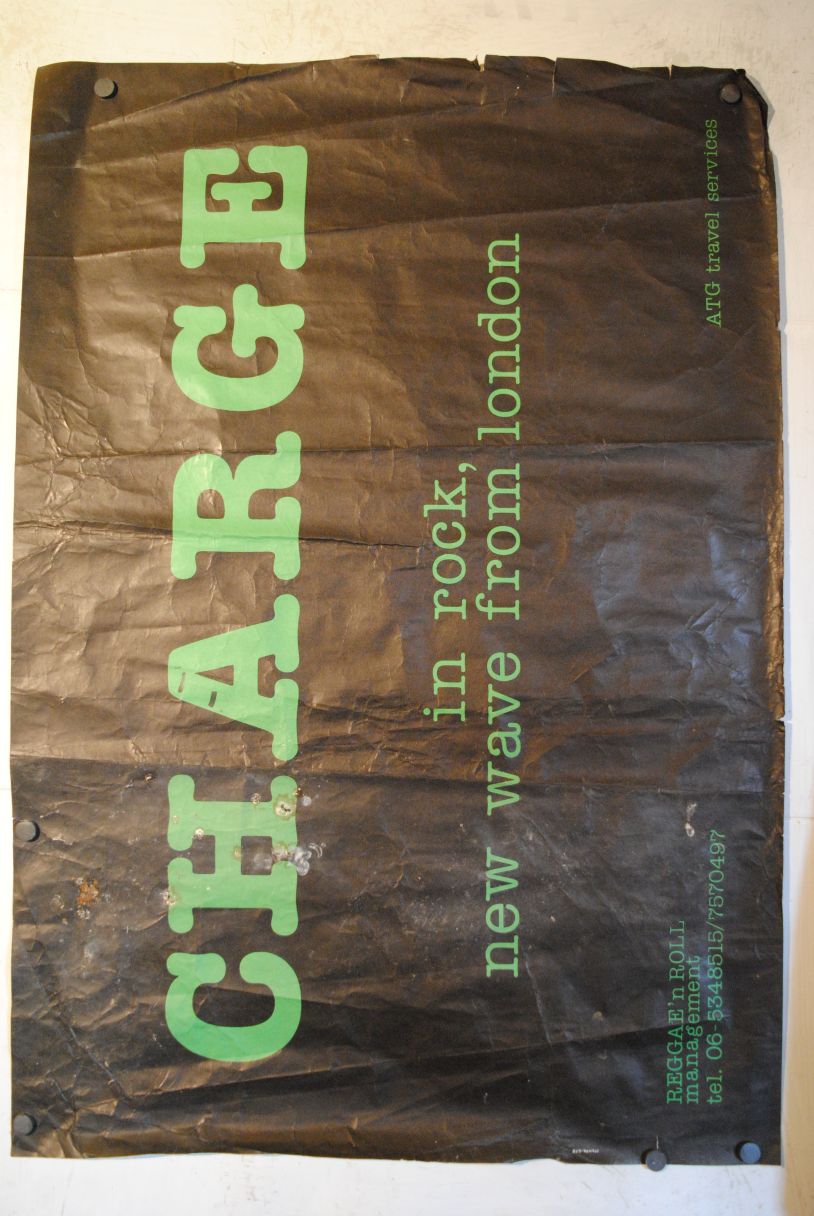 CHARGE
in rock,
new wave from london
REGGAE'n ROLL
management
tel. 06-5348515/7570497
ATG travel services